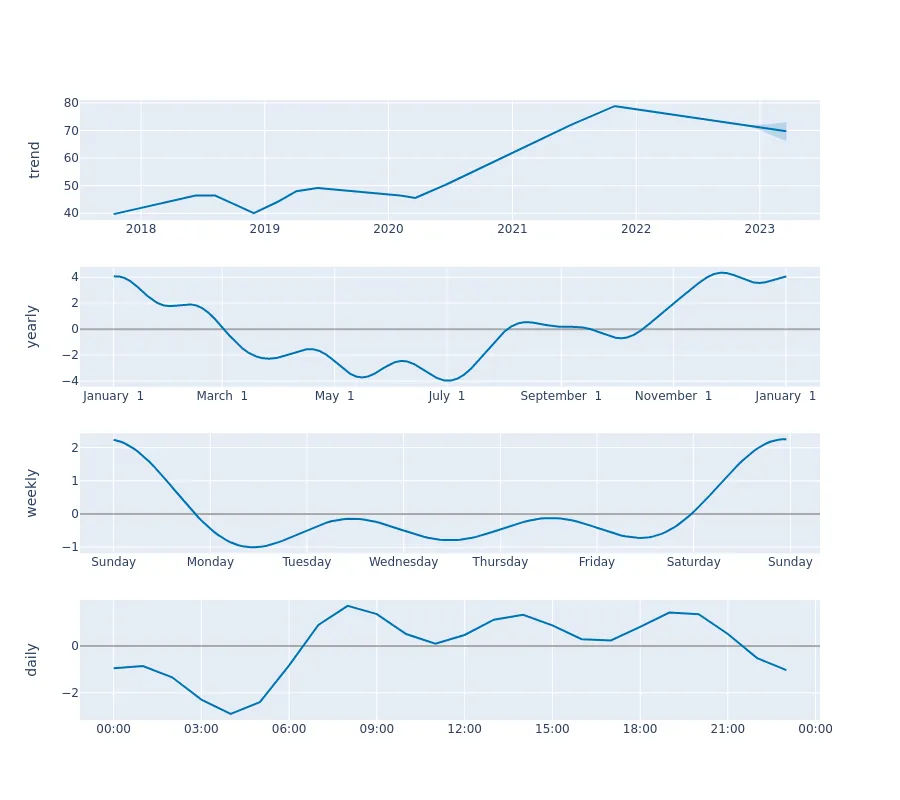 80
70
60
50
40
trend
2018 2019 2020 2021 2022 2023
4
2
0
−2
−4
yearly
January 1 March 1 May 1 July 1 September 1 November 1 January 1
2
1
0
−1
weekly
Sunday Monday Tuesday Wednesday Thursday Friday Saturday Sunday
0
−2
daily
00:00 03:00 06:00 09:00 12:00 15:00 18:00 21:00 00:00